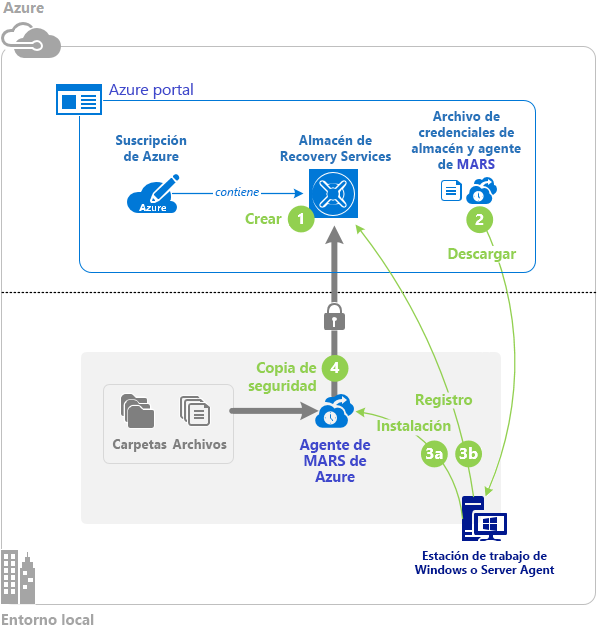 Azure
Azure portal
Suscripción
de Azure
Azure
contiene
Almacén de
Recovery Services
Crear
1
Archivo de
credenciales de
almacén y agente
de MARS
2
Descargar
4
Copia de
seguridad
Carpetas
Archivos
Agente de
MARS de
Azure
Registro
Instalación
3a
3b
Estación de trabajo de
Windows o Server Agent
Entorno local